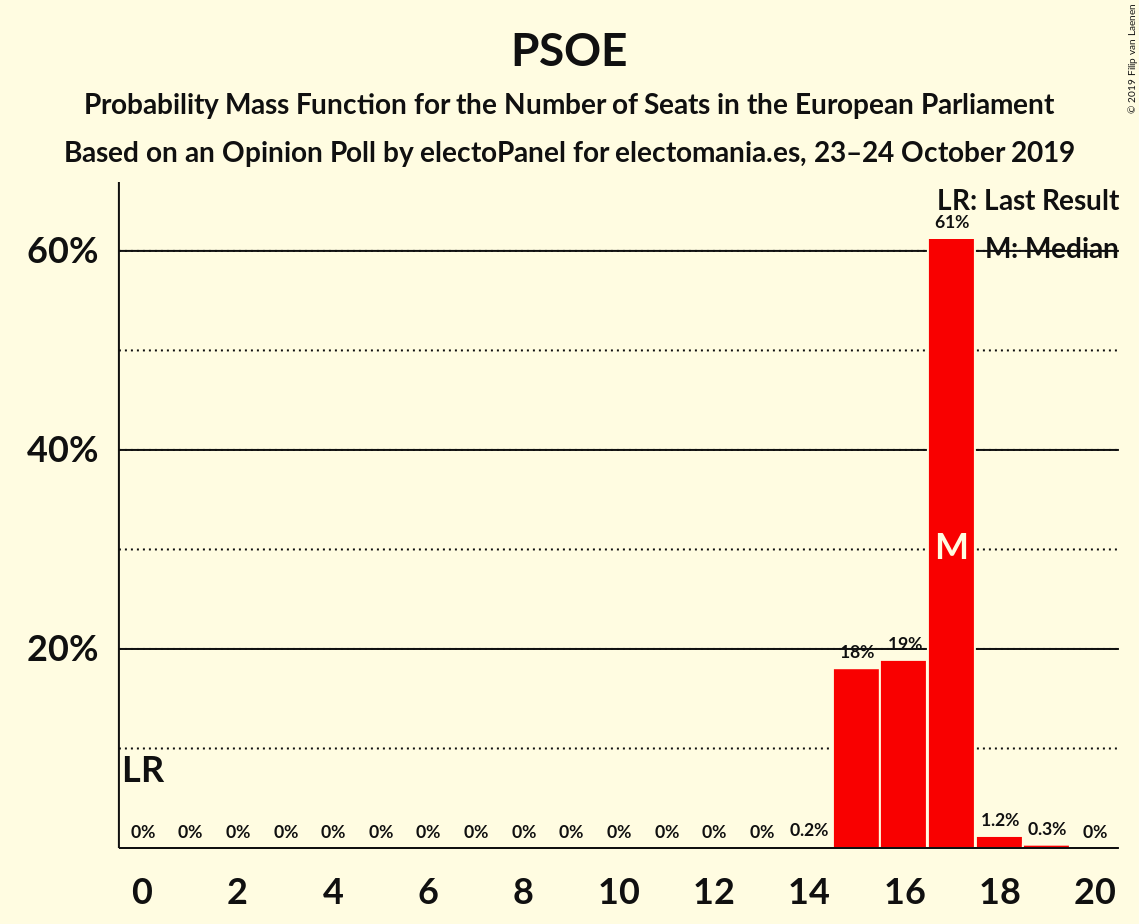 PSOE
Probability Mass Function for the Number of Seats in the European Parliament
Based on an Opinion Poll by electoPanel for electomania.es, 23–24 October 2019
© 2019 Filip van Laenen
LR: Last Result
M: Median
60%
40%
20%
61%
M
18%
19%
LR
0% 0% 0% 0% 0% 0% 0% 0% 0% 0% 0% 0% 0% 0% 0.2% 1.2% 0.3% 0%
0 2 4 6 8 10 12 14 16 18 20